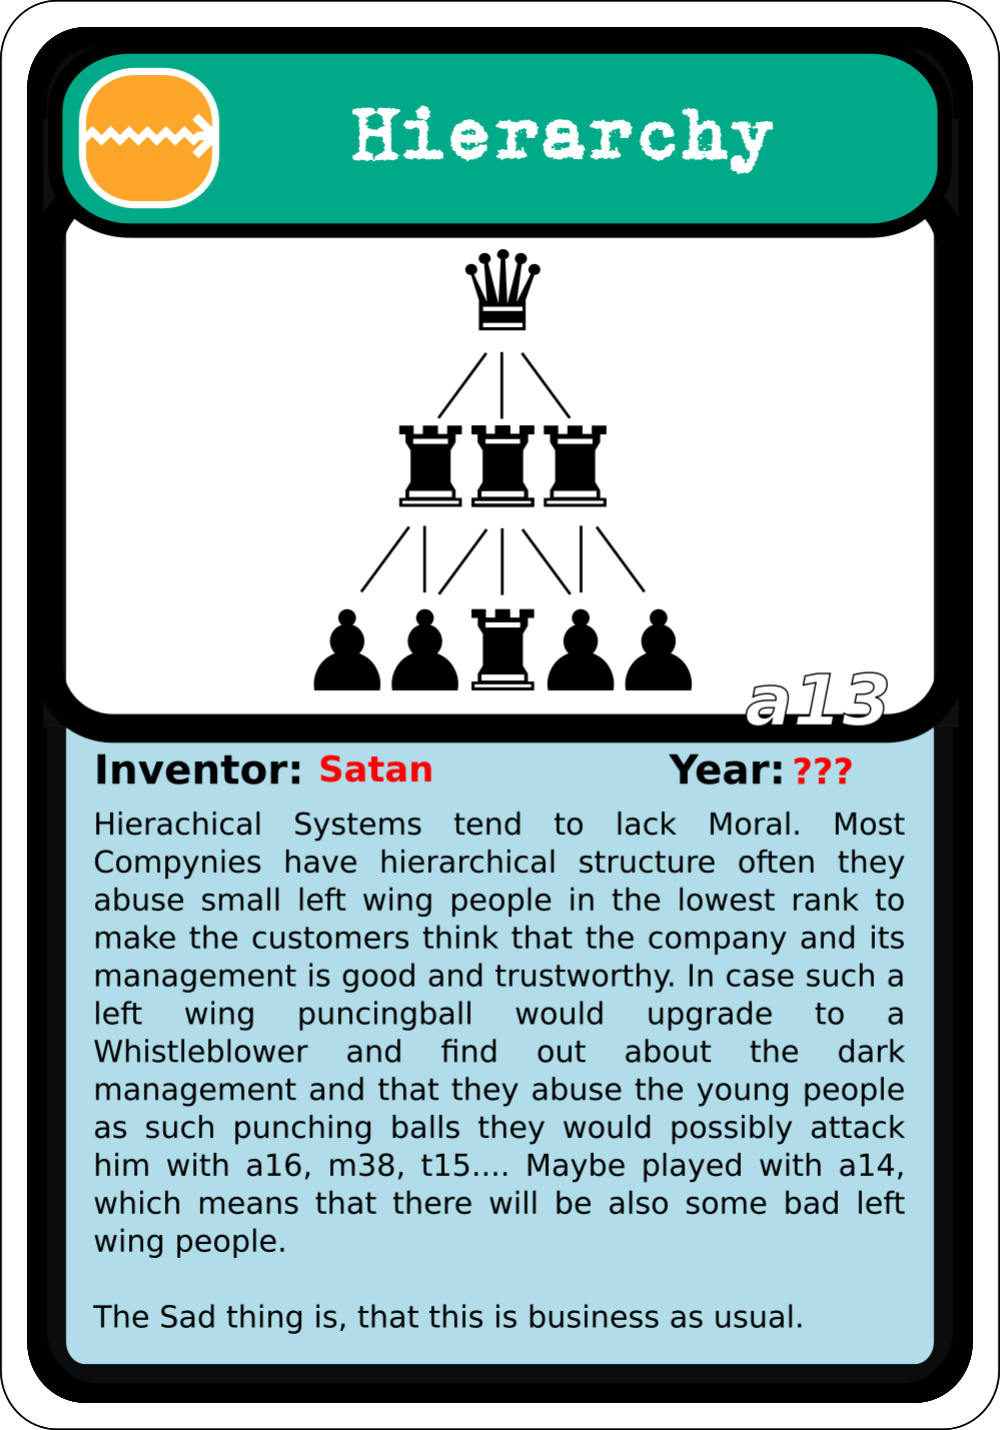 Hierarchy
a13
Inventor: Satan Year: ???
Hierachical Systems tend to lack Moral. Most
Compynies have hierarchical structure often they
abuse small left wing people in the lowest rank to
make the customers think that the company and its
management is good and trustworthy. In case such a
left wing puncingball would upgrade to a
Whistleblower and find out about the dark
management and that they abuse the young people
as such punching balls they would possibly attack
him with a16, m38, t15.... Maybe played with a14,
which means that there will be also some bad left
wing people.
The Sad thing is, that this is business as usual.